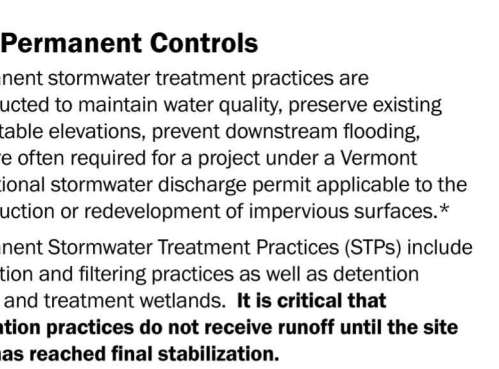 Permanent Controls
nent stormwater treatment practices are
ucted to maintain water quality, preserve existing
table elevations, prevent downstream flooding,
re often required for a project under a Vermont
tional stormwater discharge permit applicable to the
uction or redevelopment of impervious surfaces.*
nent Stormwater Treatment Practices (STPs) include
tion and filtering practices as well as detention
and treatment wetlands. It is critical that
ation practices do not receive runoff until the site
has reached final stabilization.